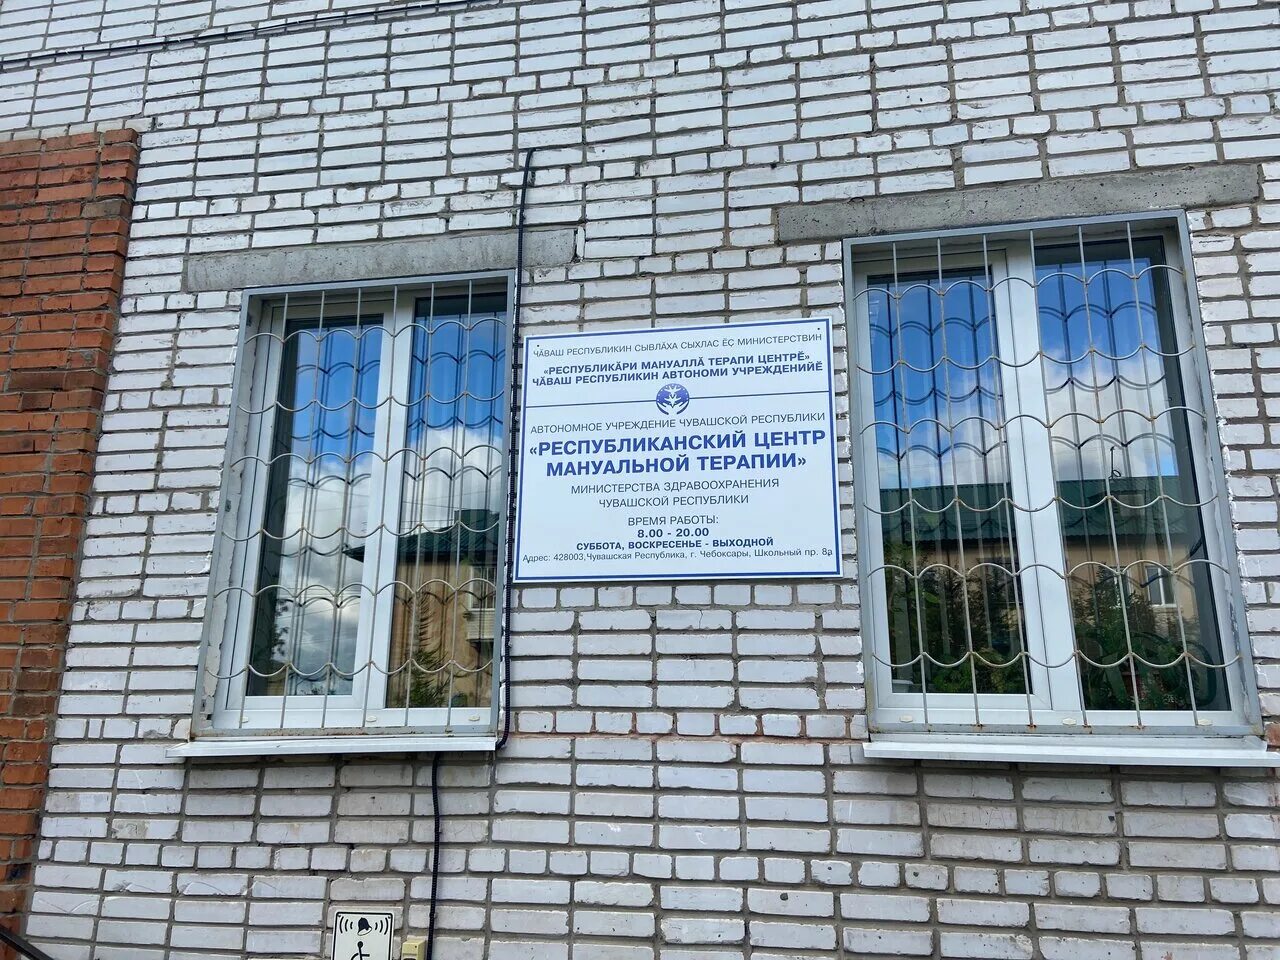 ЧӐВАШ РЕСПУБЛИКИН СЫВЛӐХА СЫХЛАС ӖҪ МИНИСТЕРСТВИН
«РЕСПУБЛИКӐРИ МАНУАЛЛӐ ТЕРАПИ ЦЕНТРӖ»
ЧӐВАШ РЕСПУБЛИКИН АВТОНОМИ УЧРЕЖДЕНИЙӖ
АВТОНОМНОЕ УЧРЕЖДЕНИЕ ЧУВАШСКОЙ РЕСПУБЛИКИ
«РЕСПУБЛИКАНСКИЙ ЦЕНТР
МАНУАЛЬНОЙ ТЕРАПИИ»
МИНИСТЕРСТВА ЗДРАВООХРАНЕНИЯ
ЧУВАШСКОЙ РЕСПУБЛИКИ
ВРЕМЯ РАБОТЫ:
8.00 - 20.00
СУББОТА, ВОСКРЕСЕНЬЕ - ВЫХОДНОЙ
Адрес: 428003,Чувашская Республика, г. Чебоксары, Школьный пр. 8а